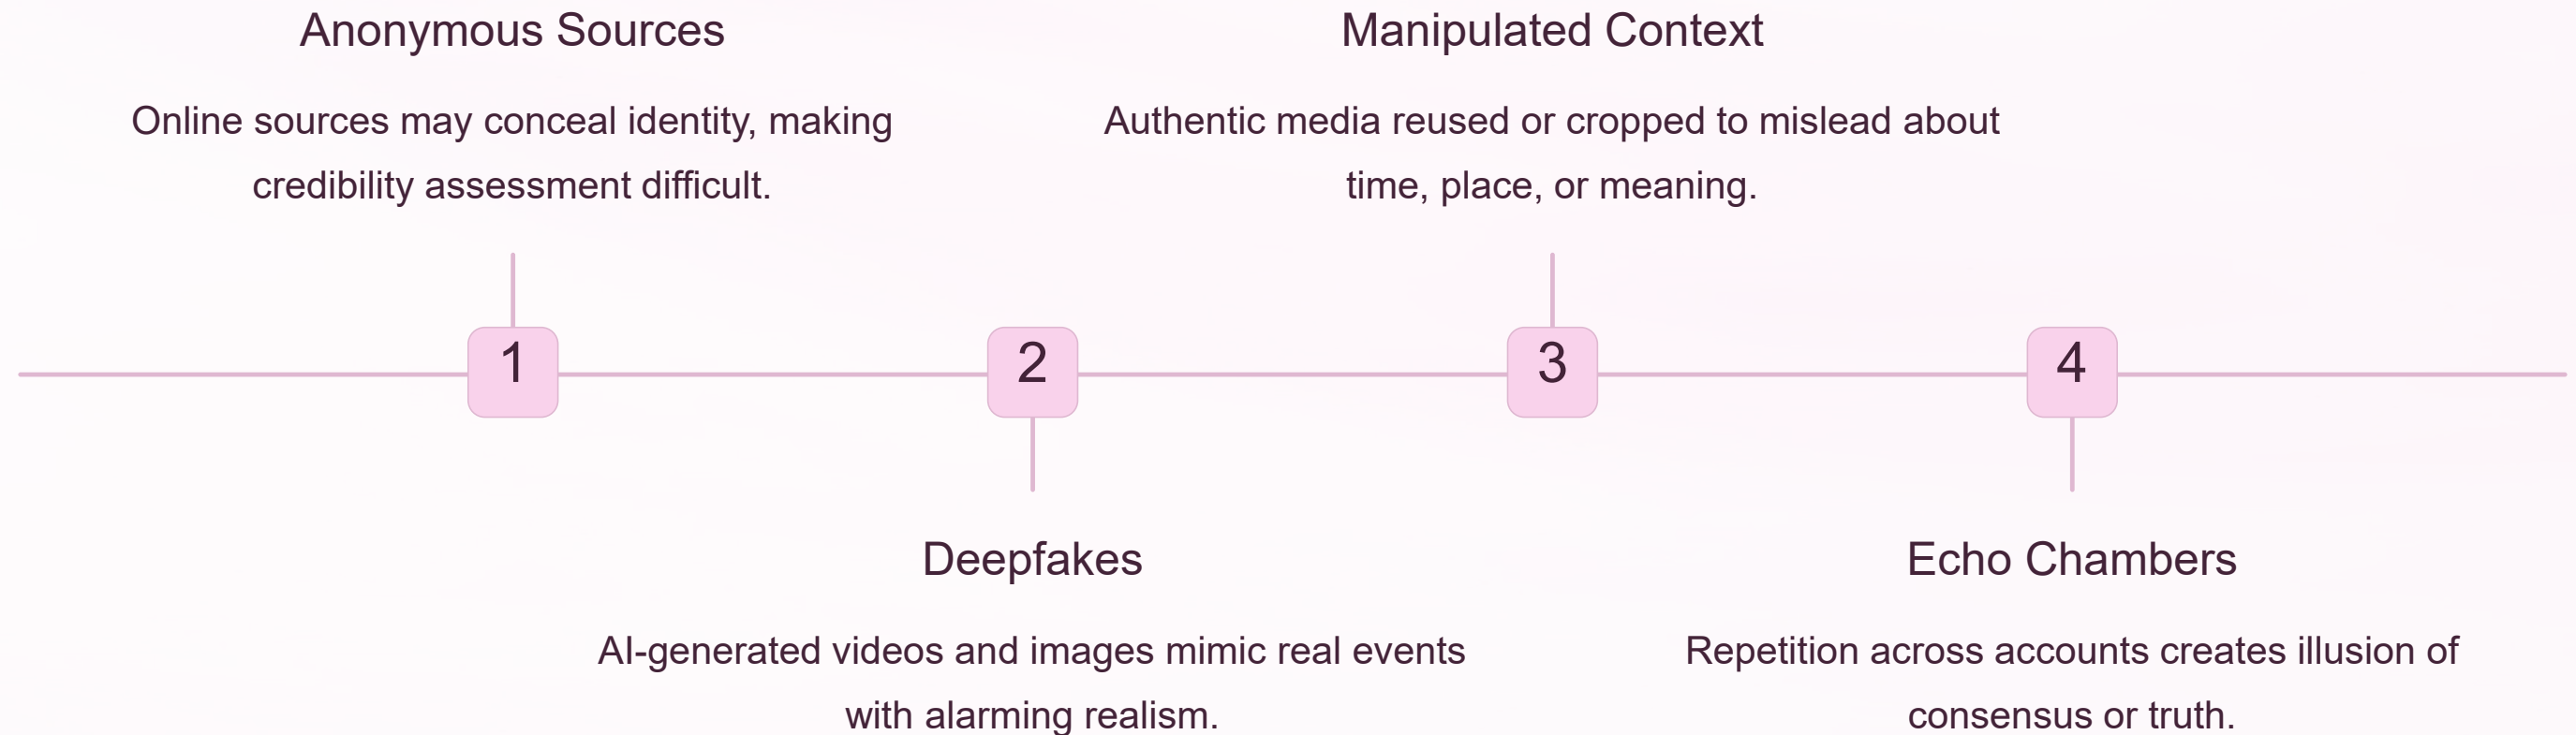 Anonymous Sources
Online sources may conceal identity, making
credibility assessment difficult.
Manipulated Context
Authentic media reused or cropped to mislead about
time, place, or meaning.
1
2
3
4
Deepfakes
AI-generated videos and images mimic real events
with alarming realism.
Echo Chambers
Repetition across accounts creates illusion of
consensus or truth.